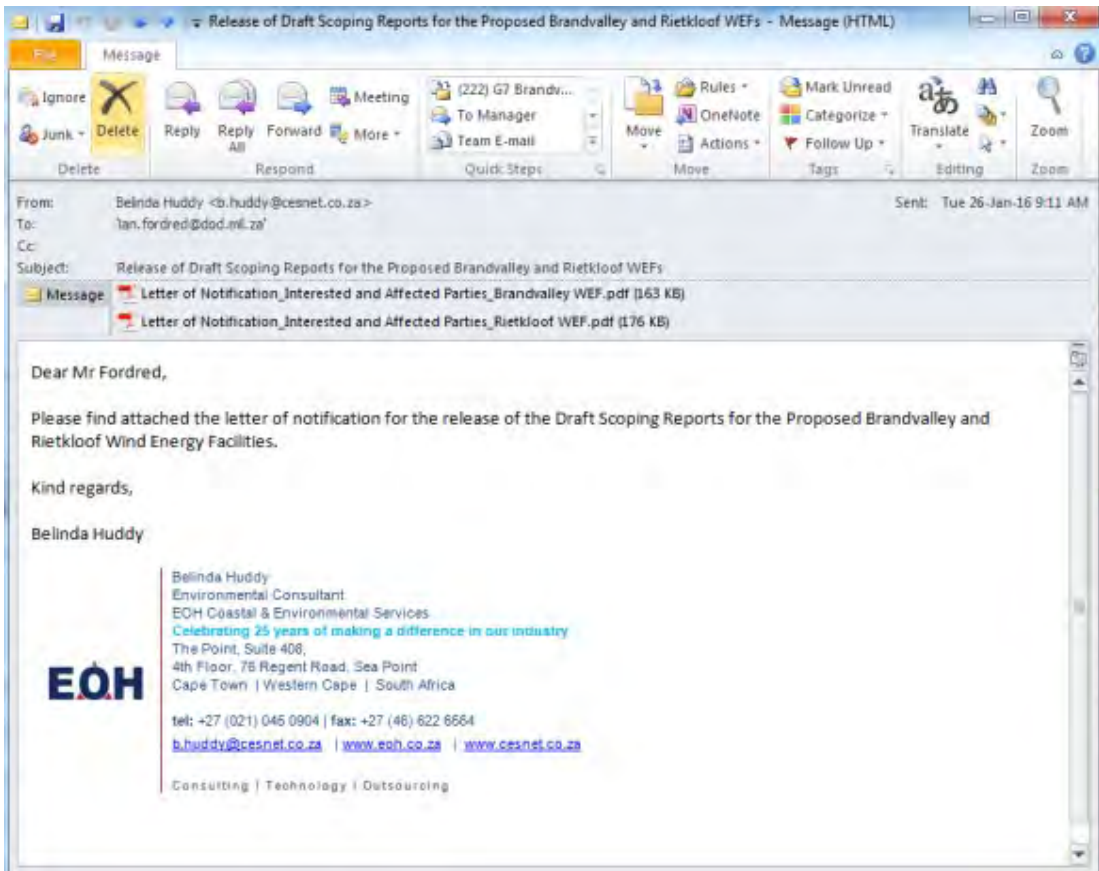 Release of Draft Scoping Reports for the Proposed Brandvalley and Rietkloof WEFs - Message (HTML)
File Message
Ignore
Junk
Delete
Reply
Reply All
Forward
Meeting
More
(222) G7 Brandv...
To Manager
Team E-mail
Move
Rules
OneNote
Actions
Mark Unread
Categorize
Follow Up
Translate
Zoom
Delete Respond Quick Steps Move Tags Editing Zoom
From: Belinda Huddy <b.huddy@cesnet.co.za> Sent: Tue 26-Jan-16 9:11 AM
To: 'Ian.fordred@dod.mil.za'
Cc:
Subject: Release of Draft Scoping Reports for the Proposed Brandvalley and Rietkloof WEFs
Message Letter of Notification_Interested and Affected Parties_Brandvalley WEF.pdf (163 KB)
Letter of Notification_Interested and Affected Parties_Rietkloof WEF.pdf (176 KB)
Dear Mr Fordred,
Please find attached the letter of notification for the release of the Draft Scoping Reports for the Proposed Brandvalley and
Rietkloof Wind Energy Facilities.
Kind regards,
Belinda Huddy
EOH
Belinda Huddy
Environmental Consultant
EOH Coastal & Environmental Services
Celebrating 25 years of making a difference in our industry
The Point, Suite 408,
4th Floor, 76 Regent Road, Sea Point
Cape Town | Western Cape | South Africa
tel: +27 (021) 045 0904 | fax: +27 (46) 622 6564
b.huddy@cesnet.co.za | www.eoh.co.za | www.cesnet.co.za
Consulting | Technology | Outsourcing